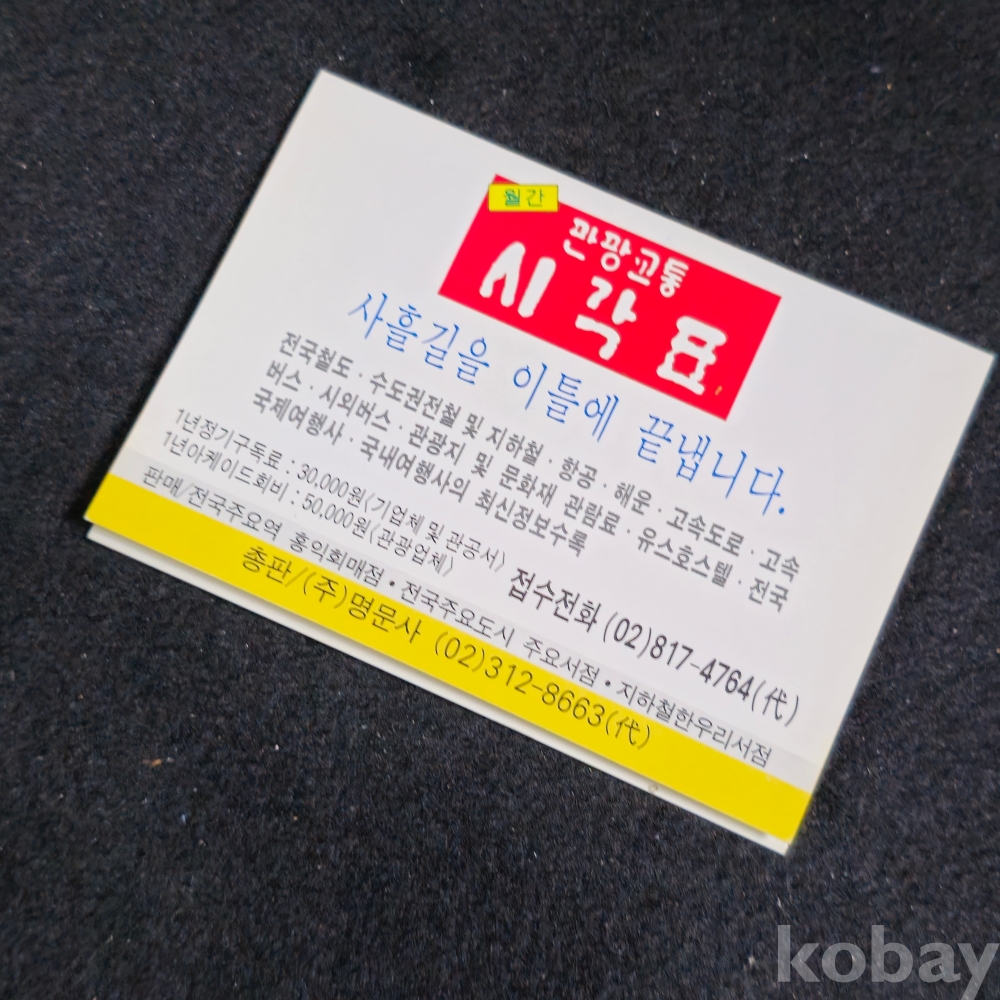 월간
관광교통
시각표
사흘길을 이틀에 끝냅니다.
전국철도 · 수도권전철 및 지하철 · 항공 · 해운 · 고속도로 · 고속
버스 · 시외버스 · 관광지 및 문화재 관람료 · 유스호스텔 · 전국
국제여행사 · 국내여행사의 최신정보수록
1년정기구독료 : 30,000원〈기업체 및 관공서〉
1년아케이드회비 : 50,000원〈관광업체〉
접수전화 (02)817-4764(代)
판매/전국주요역 홍익회매점 • 전국주요도시 주요서점 • 지하철한우리서점
총판/(주)명문사 (02)312-8663(代)
kobay